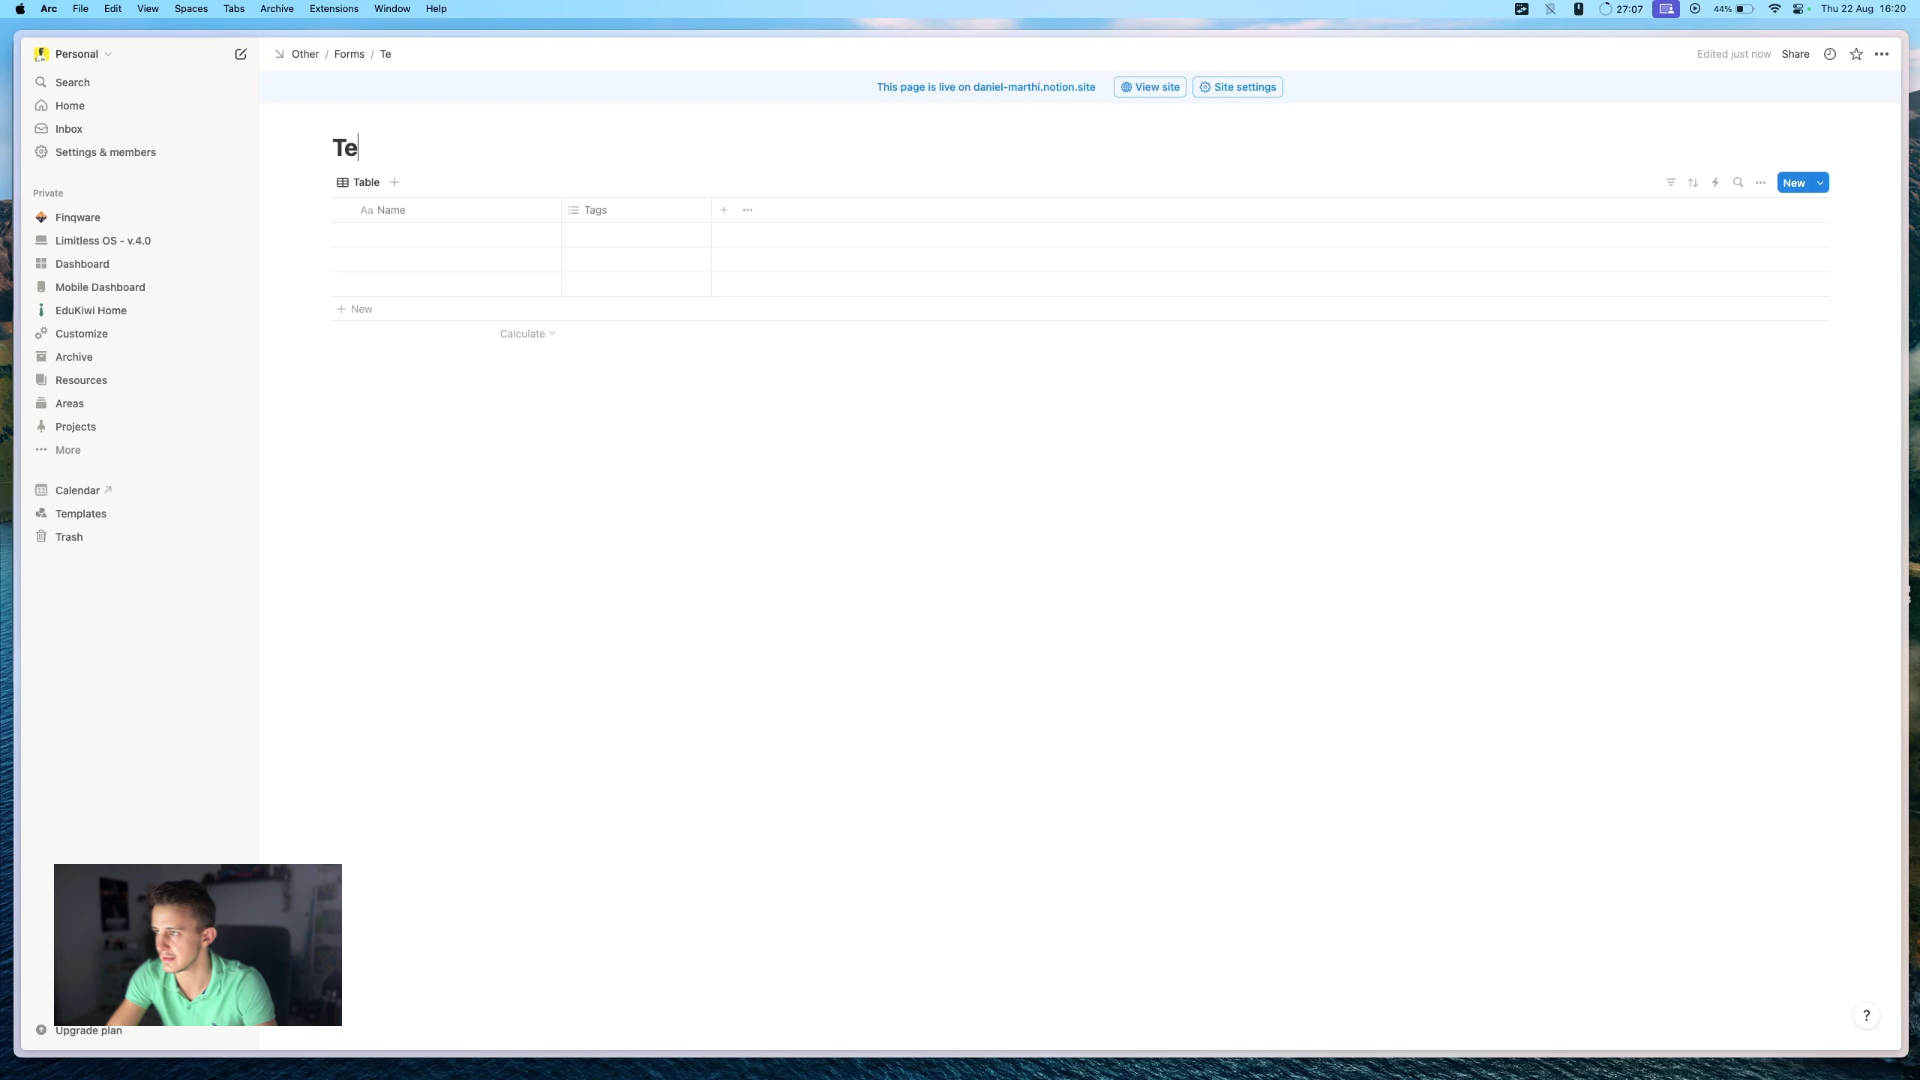 Arc File Edit View Spaces Tabs Archive Extensions Window Help 27:07 44% Thu 22 Aug 16:20
Personal
Other / Forms / Te
Edited just now Share
Search
Home
Inbox
Settings & members
This page is live on daniel-marthi.notion.site View site Site settings
Te
Table
New
Aa Name Tags
New
Calculate
Private
Finqware
Limitless OS - v.4.0
Dashboard
Mobile Dashboard
EduKiwi Home
Customize
Archive
Resources
Areas
Projects
More
Calendar
Templates
Trash
Upgrade plan
?